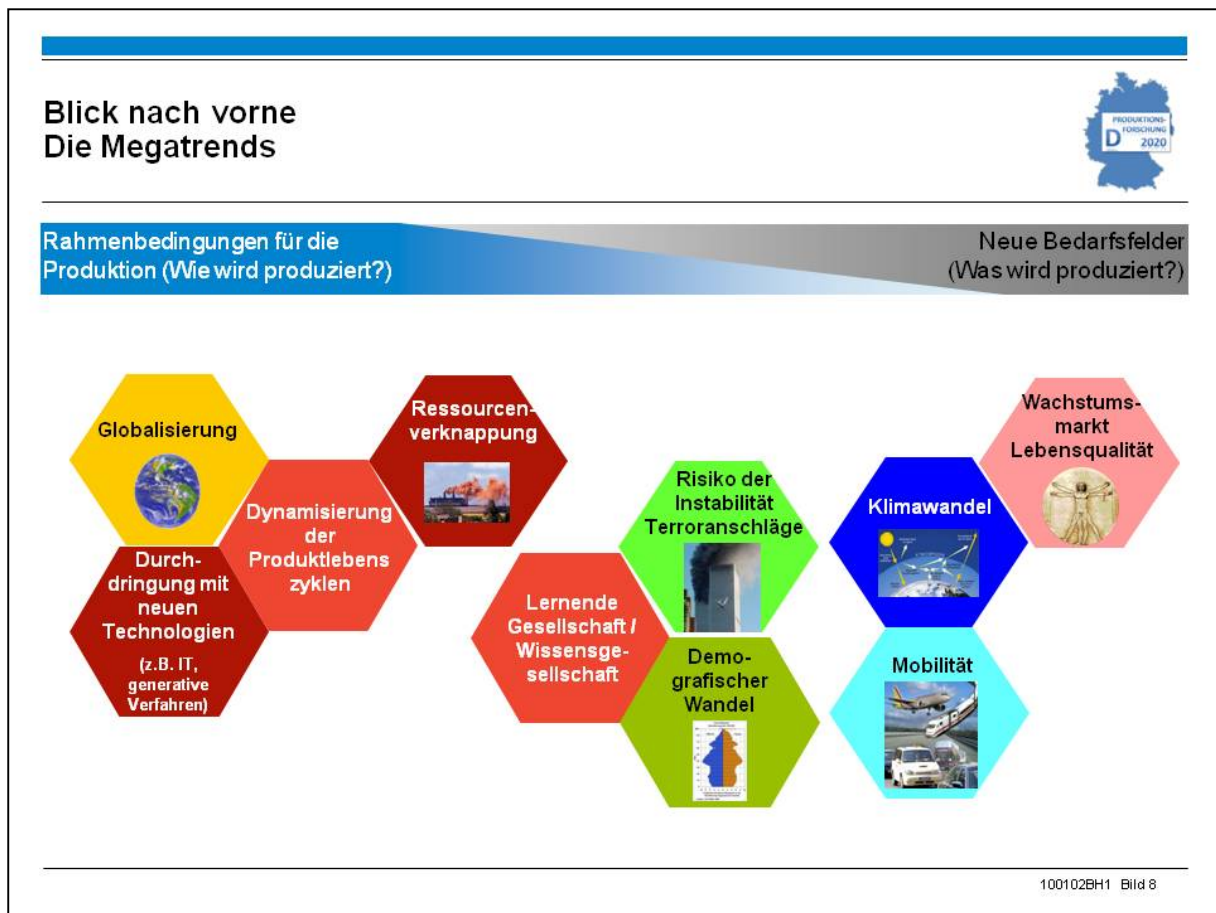 Blick nach vorne
Die Megatrends
PRODUKTIONS-
FORSCHUNG
D 2020
Rahmenbedingungen für die
Produktion (Wie wird produziert?)
Neue Bedarfsfelder
(Was wird produziert?)
Globalisierung
Durch-
dringung mit
neuen
Technologien
(z.B. IT,
generative
Verfahren)
Dynamisierung
der
Produktlebens
zyklen
Ressourcen-
verknappung
Lernende
Gesellschaft /
Wissensge-
sellschaft
Risiko der
Instabilität
Terroranschläge
Demo-
grafischer
Wandel
Klimawandel
Mobilität
Wachstums-
markt
Lebensqualität
100102BH1 Bild 8